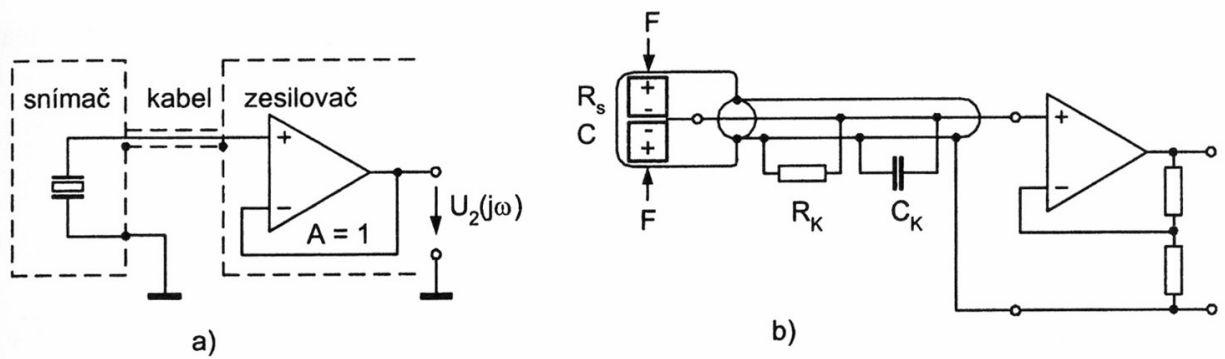 snímač kabel zesilovač
+
−
A = 1
U2(jω)
a)
F
Rs
C
+
-
-
+
F
RK
CK
+
−
b)